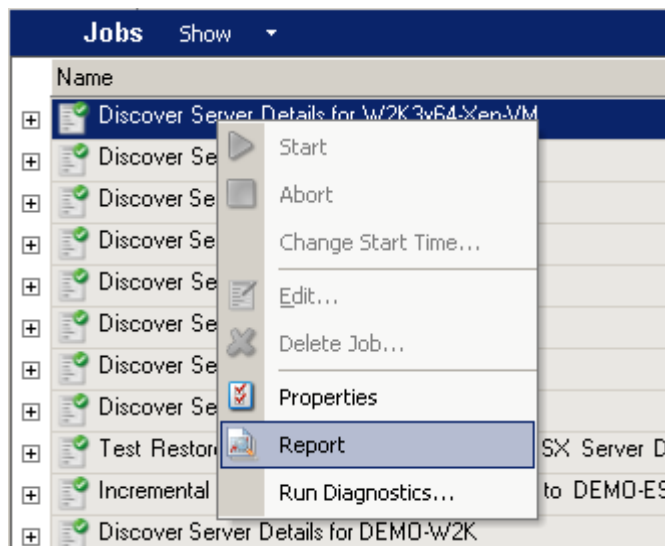 Jobs Show
Name
Discover Server Details for W2K3x64-Xen-VM
Start
Discover Se
Abort
Discover Se
Discover Se
Change Start Time...
Discover Se
Edit...
Discover Se
Delete Job...
Discover Se
Properties
Discover Se
Test Restor
Report
SX Server D
Incremental
Run Diagnostics...
to DEMO-ES
Discover Server Details for DEMO-W2K